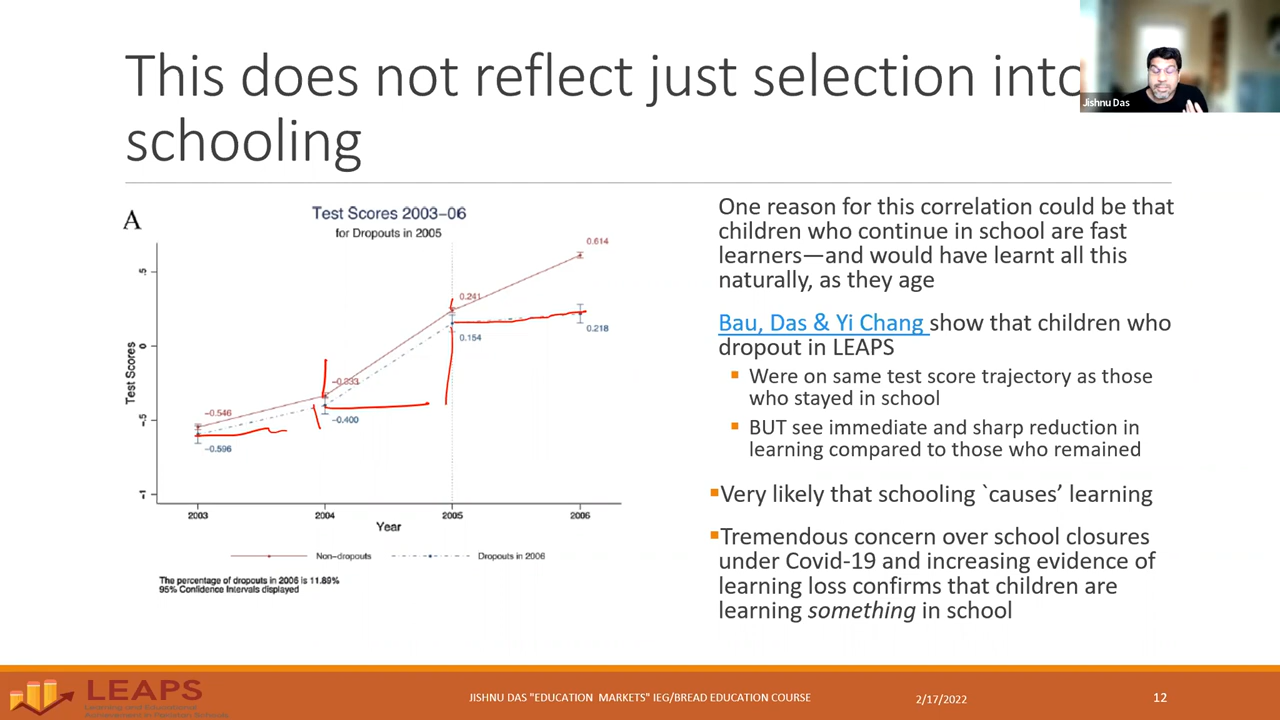 This does not reflect just selection into
schooling
Jishnu Das
A
Test Scores 2003–06
for Dropouts in 2005
0.614
0.241
0.154
0.218
-0.333
-0.400
-0.546
-0.596
Test Scores
.5
0
-.5
-1
2003
2004
2005
2006
Year
Non-dropouts
Dropouts in 2006
The percentage of dropouts in 2006 is 11.89%
95% Confidence Intervals displayed
One reason for this correlation could be that
children who continue in school are fast
learners—and would have learnt all this
naturally, as they age
Bau, Das & Yi Chang show that children who
dropout in LEAPS
Were on same test score trajectory as those
who stayed in school
BUT see immediate and sharp reduction in
learning compared to those who remained
Very likely that schooling `causes’ learning
Tremendous concern over school closures
under Covid-19 and increasing evidence of
learning loss confirms that children are
learning something in school
LEAPS
Learning and Educational
Achievement in Pakistan Schools
JISHNU DAS "EDUCATION MARKETS" IEG/BREAD EDUCATION COURSE
2/17/2022
12